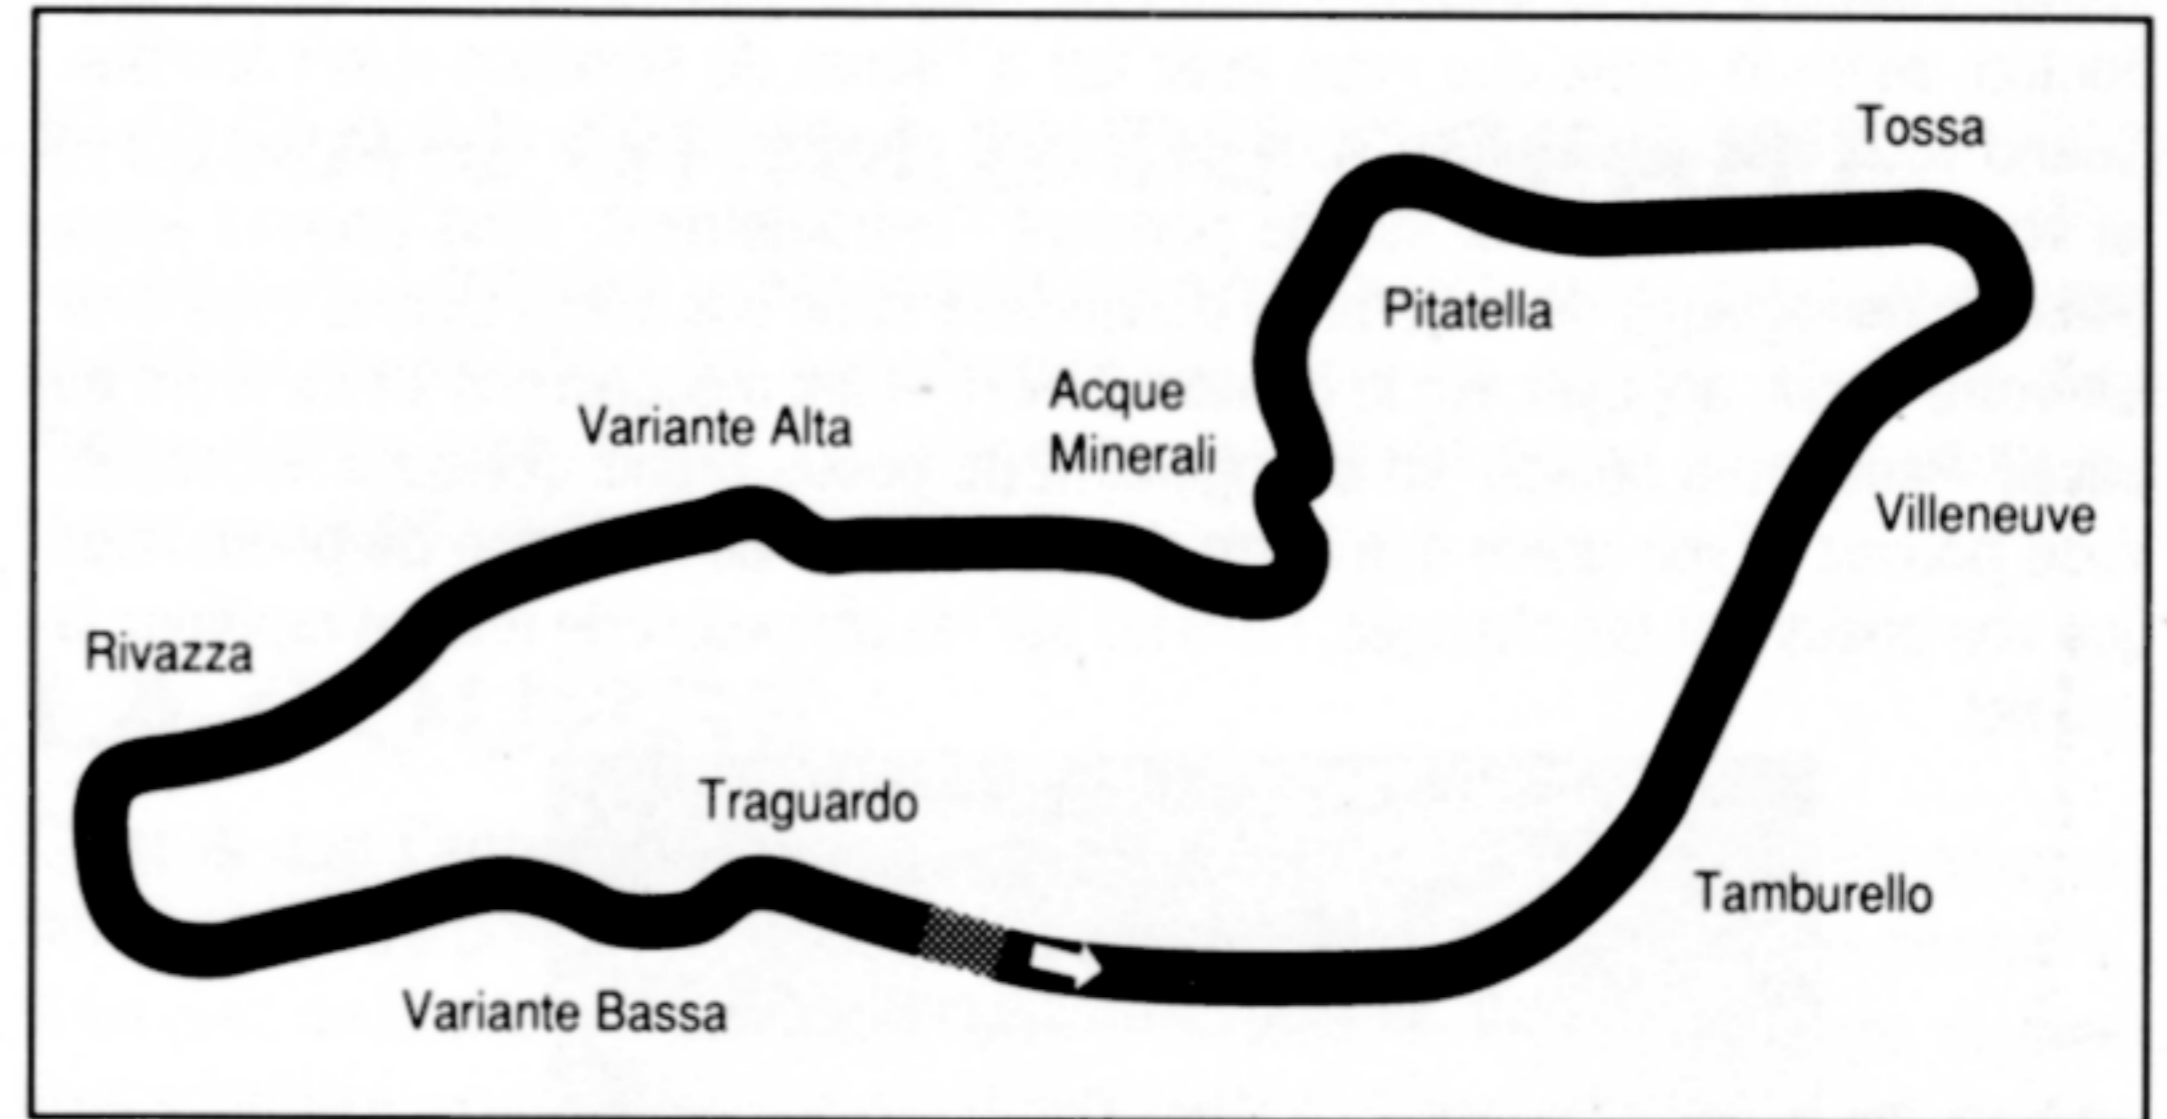 Tossa
Pitatella
Acque
Minerali
Variante Alta
Villeneuve
Rivazza
Traguardo
Tamburello
Variante Bassa